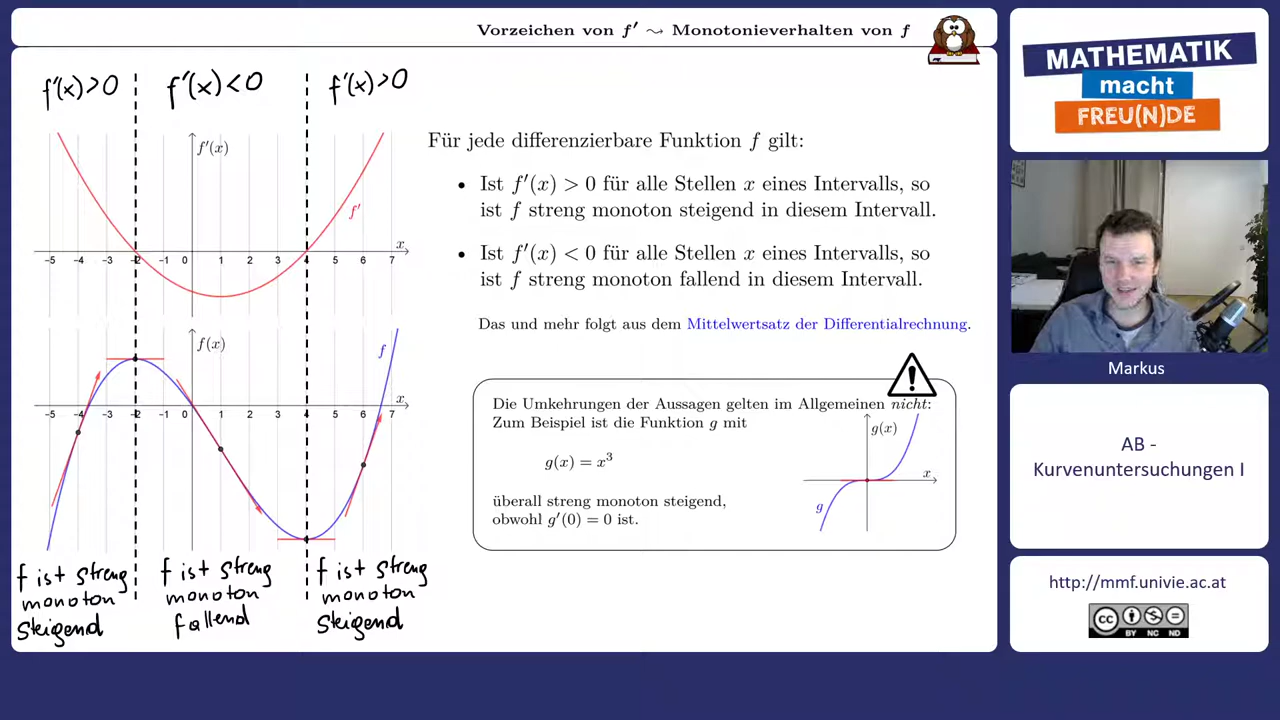 Vorzeichen von f′ ⇝ Monotonieverhalten von f
f'(x)>0
f'(x)<0
f'(x)>0
f′(x)
f′
x
-5 -4 -3 -2 -1 0 1 2 3 4 5 6 7
f(x)
f
x
-5 -4 -3 -2 -1 0 1 2 3 4 5 6 7
f ist streng
monoton
steigend
f ist streng
monoton
fallend
f ist streng
monoton
steigend
Für jede differenzierbare Funktion f gilt:
• Ist f′(x) > 0 für alle Stellen x eines Intervalls, so
ist f streng monoton steigend in diesem Intervall.
• Ist f′(x) < 0 für alle Stellen x eines Intervalls, so
ist f streng monoton fallend in diesem Intervall.
Das und mehr folgt aus dem Mittelwertsatz der Differentialrechnung.
Die Umkehrungen der Aussagen gelten im Allgemeinen nicht:
Zum Beispiel ist die Funktion g mit
g(x) = x³
überall streng monoton steigend,
obwohl g′(0) = 0 ist.
g(x)
x
g
MATHEMATIK
macht
FREU(N)DE
Markus
AB -
Kurvenuntersuchungen I
http://mmf.univie.ac.at
cc
BY NC ND